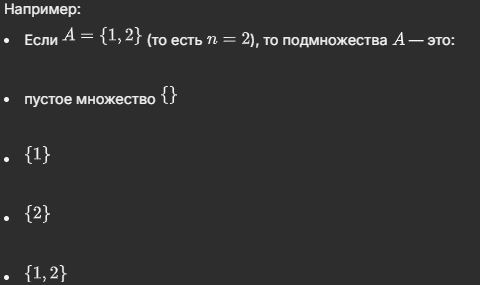 Например:
• Если A = {1, 2} (то есть n = 2), то подмножества A — это:
• пустое множество {}
• {1}
• {2}
• {1, 2}